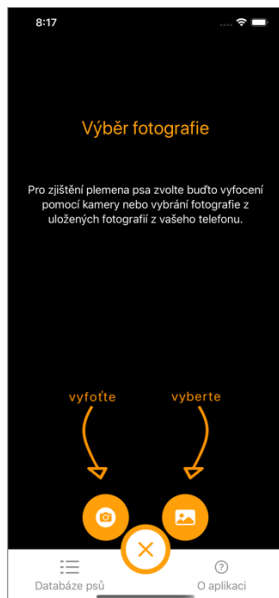 8:17
Výběr fotografie
Pro zjištění plemena psa zvolte buďto vyfocení
pomocí kamery nebo vybrání fotografie z
uložených fotografií z vašeho telefonu.
vyfoťte vyberte
Databáze psů O aplikaci